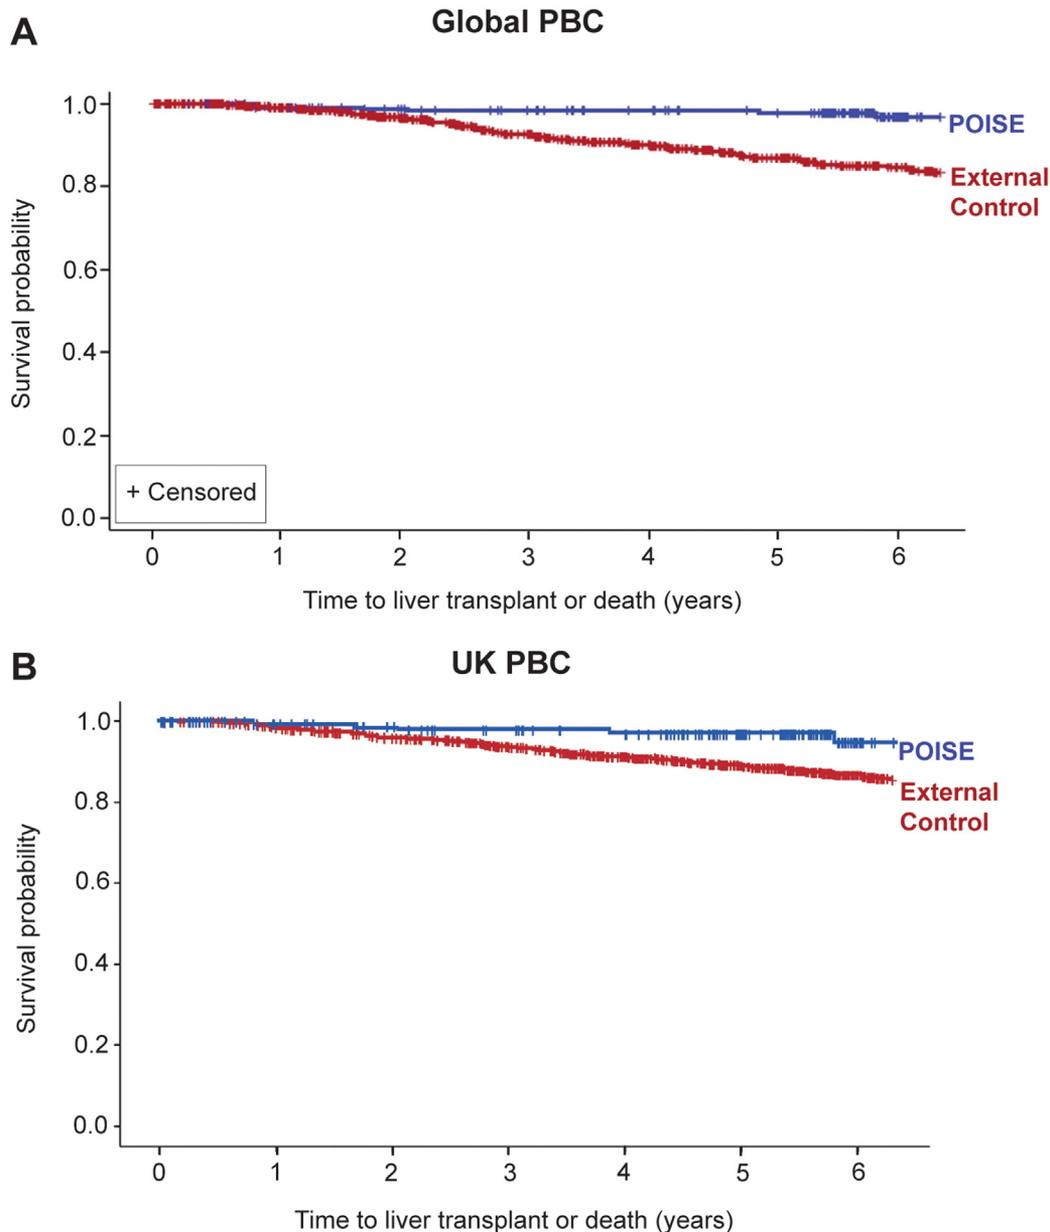 A
Global PBC
1.0
0.8
0.6
0.4
0.2
0.0
Survival probability
POISE
External
Control
+ Censored
0 1 2 3 4 5 6
Time to liver transplant or death (years)
B
UK PBC
1.0
0.8
0.6
0.4
0.2
0.0
Survival probability
POISE
External
Control
0 1 2 3 4 5 6
Time to liver transplant or death (years)